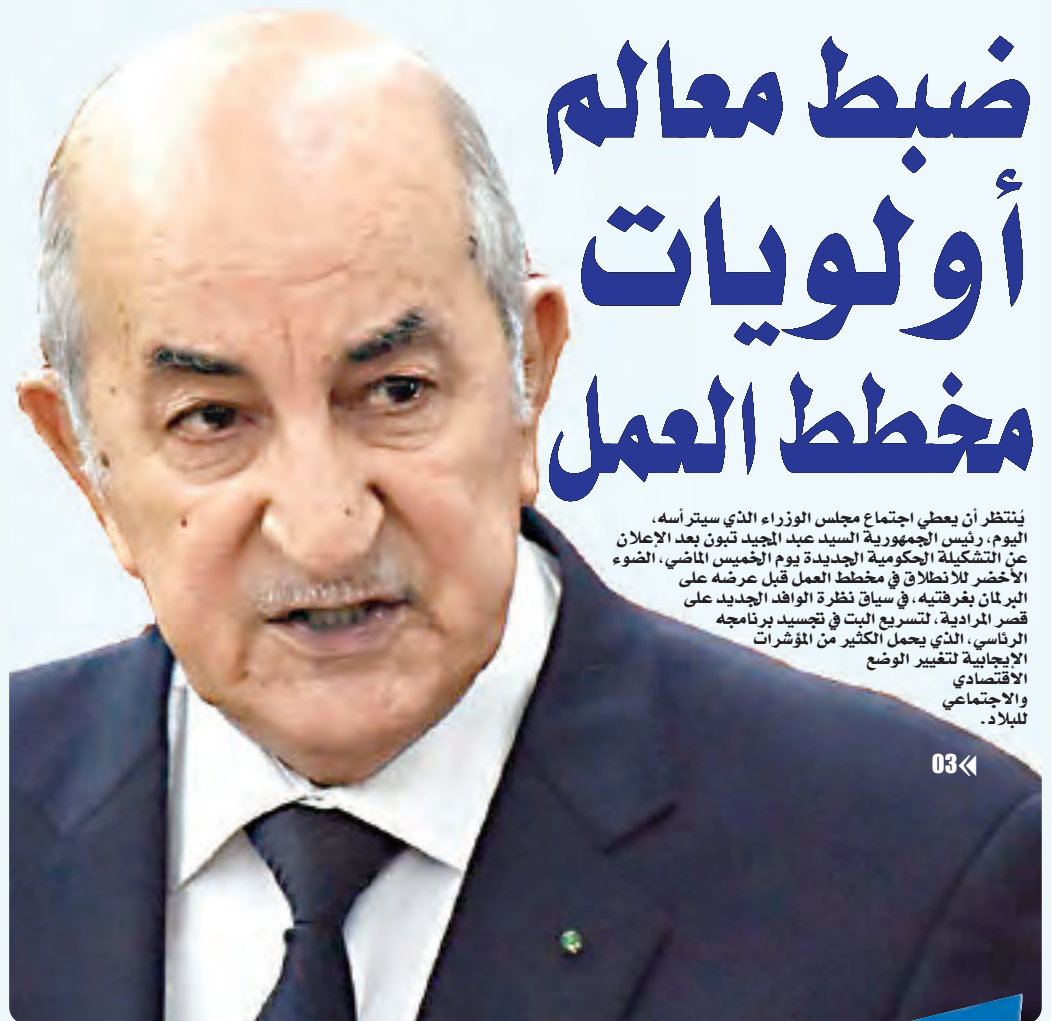 ضبط معالم
أولويات
مخطط العمل
يُنتظر أن يعطي اجتماع مجلس الوزراء الذي سيترأسه،
اليوم، رئيس الجمهورية السيد عبد المجيد تبون بعد الإعلان
عن التشكيلة الحكومية الجديدة يوم الخميس الماضي، الضوء
الأخضر للانطلاق في مخطط العمل قبل عرضه على
البرلمان بغرفتيه، في سياق نظرة الوافد الجديد على
قصر المرادية، لتسريع البت في تجسيد برنامجه
الرئاسي، الذي يحمل الكثير من المؤشرات
الإيجابية لتغيير الوضع
الاقتصادي
والاجتماعي
للبلاد.
03